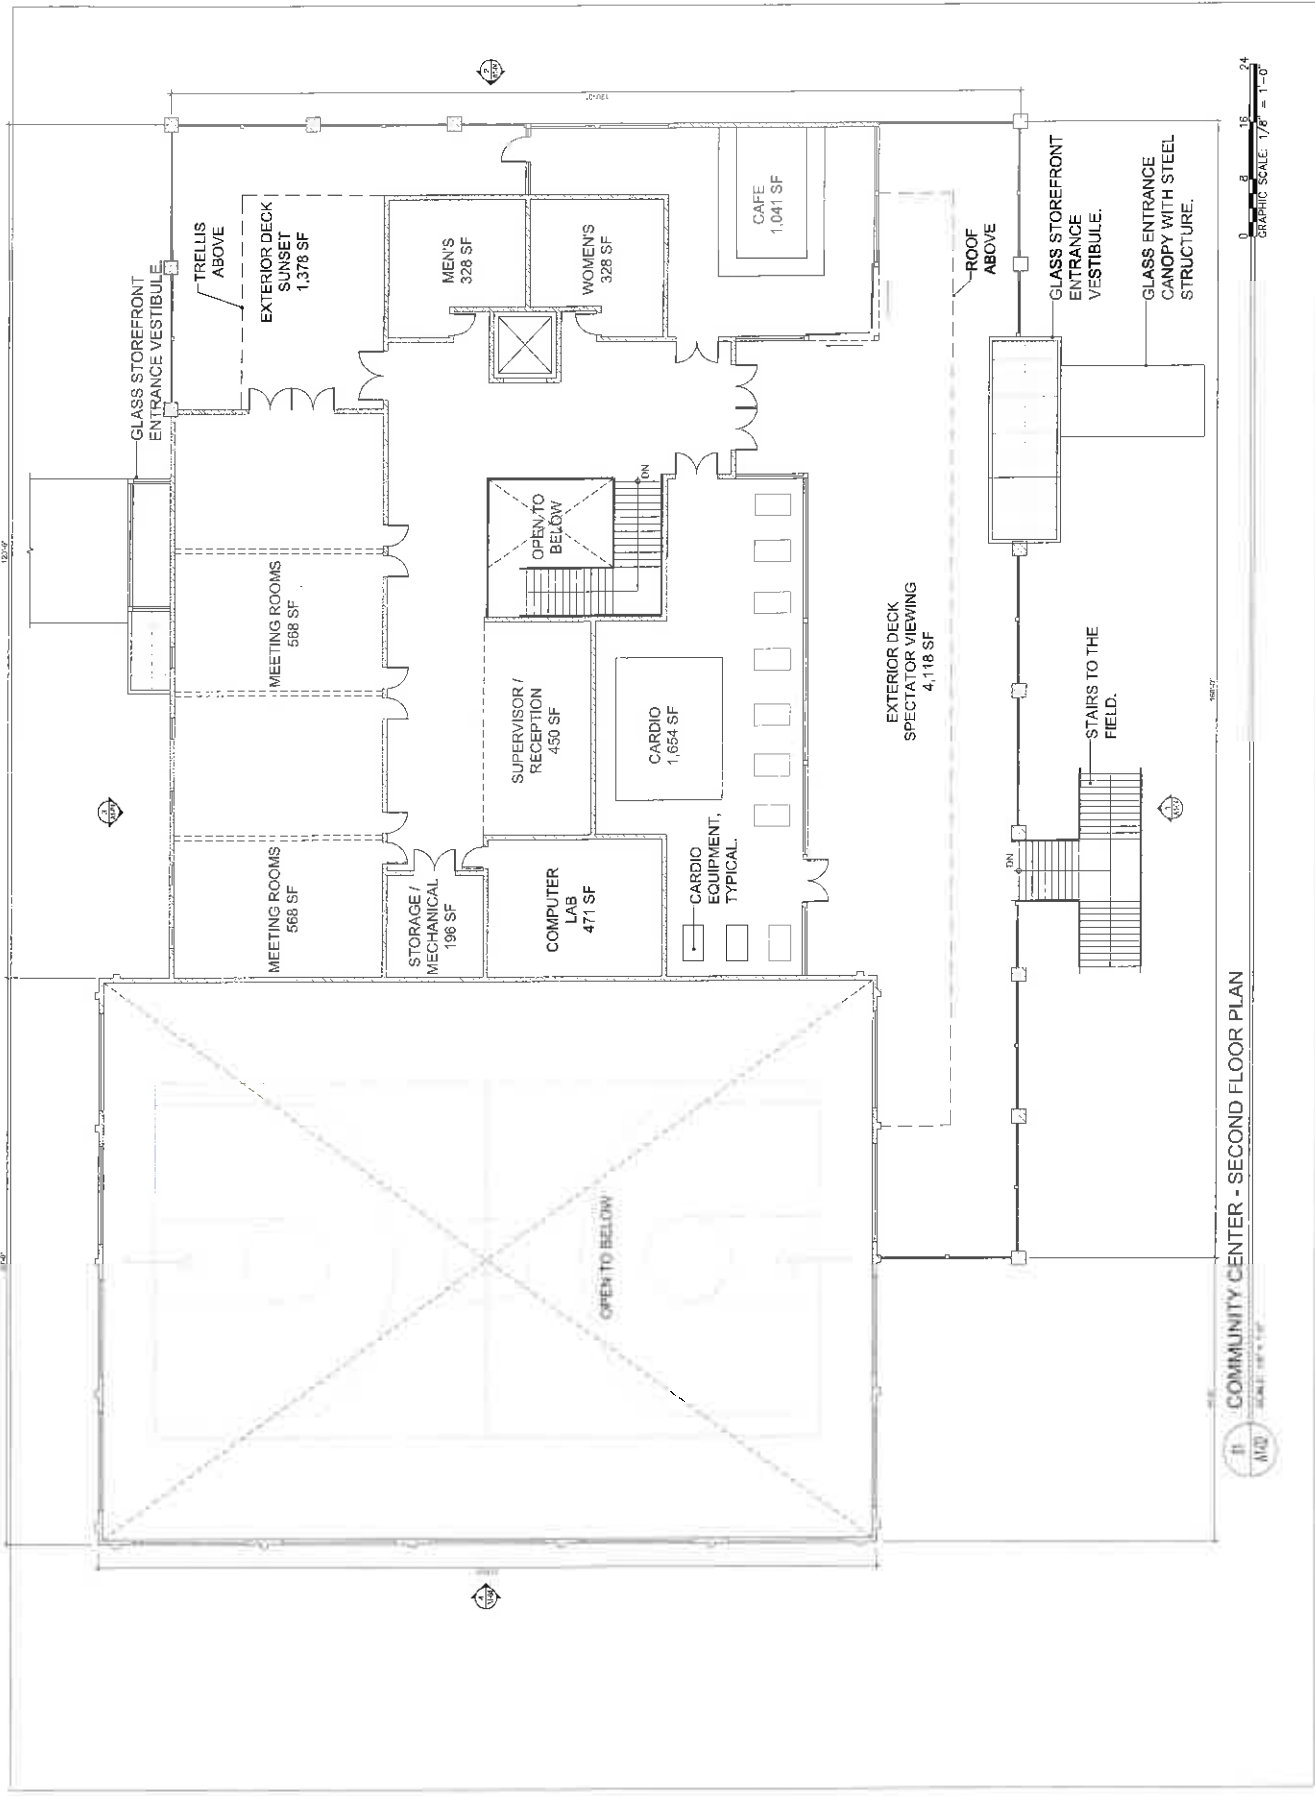 GLASS STOREFRONT
ENTRANCE VESTIBULE.
TRELLIS
ABOVE
EXTERIOR DECK
SUNSET
1,378 SF
MEETING ROOMS
568 SF
MEETING ROOMS
568 SF
STORAGE /
MECHANICAL
196 SF
MEN'S
328 SF
WOMEN'S
328 SF
OPEN TO
BELOW
DN
SUPERVISOR /
RECEPTION
450 SF
COMPUTER
LAB
471 SF
CARDIO
1,654 SF
CARDIO
EQUIPMENT,
TYPICAL.
CAFE
1,041 SF
OPEN TO BELOW
EXTERIOR DECK
SPECTATOR VIEWING
4,118 SF
ROOF
ABOVE
DN
GLASS STOREFRONT
ENTRANCE
VESTIBULE.
STAIRS TO THE
FIELD.
GLASS ENTRANCE
CANOPY WITH STEEL
STRUCTURE.
120'-0"
COMMUNITY CENTER - SECOND FLOOR PLAN
0 8 16 24
GRAPHIC SCALE: 1/8" = 1'-0"